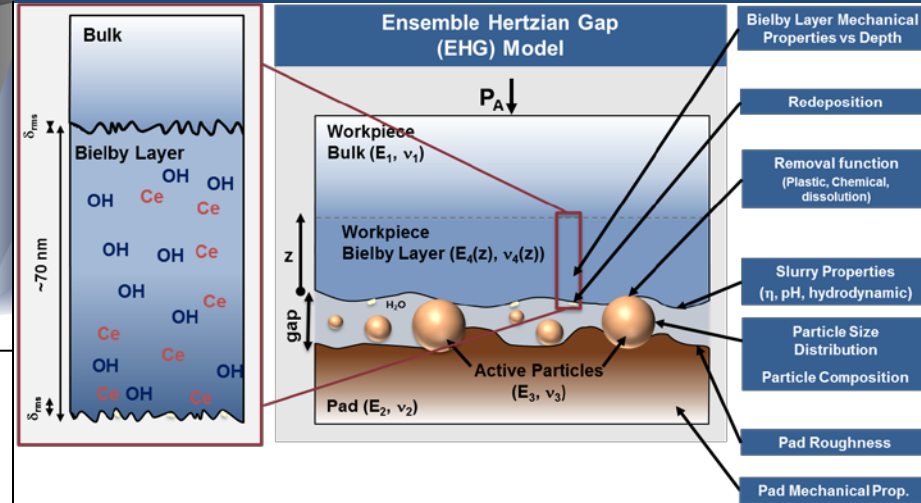 Ensemble Hertzian Gap
(EHG) Model
Bulk
δrms
Bielby Layer
OH
OH
Ce
OH
Ce
OH
OH
Ce
OH
OH
Ce
Ce
OH
OH
Ce
OH
Ce
~70 nm
δrms
PA
Workpiece
Bulk (E1, ν1)
Workpiece
Bielby Layer (E4(z), ν4(z))
z
gap
H2O
Active Particles
(E3, ν3)
Pad (E2, ν2)
Bielby Layer Mechanical
Properties vs Depth
Redeposition
Removal function
(Plastic, Chemical,
dissolution)
Slurry Properties
(η, pH, hydrodynamic)
Particle Size
Distribution
Particle Composition
Pad Roughness
Pad Mechanical Prop.